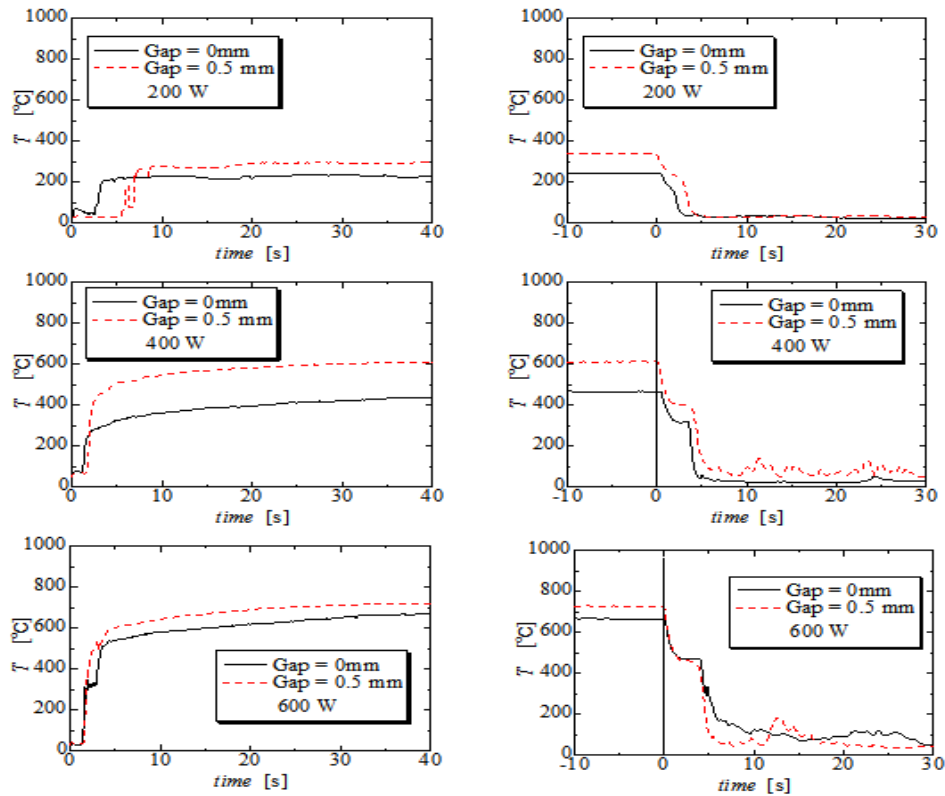 1000
800
600
400
200
0
T [℃]
Gap = 0mm
Gap = 0.5 mm
200 W
0 10 20 30 40
time [s]
1000
800
600
400
200
0
T [℃]
Gap = 0mm
Gap = 0.5 mm
200 W
-10 0 10 20 30
time [s]
1000
800
600
400
200
0
T [℃]
Gap = 0mm
Gap = 0.5 mm
400 W
0 10 20 30 40
time [s]
1000
800
600
400
200
0
T [℃]
Gap = 0mm
Gap = 0.5 mm
400 W
-10 0 10 20 30
time [s]
1000
800
600
400
200
0
T [℃]
Gap = 0mm
Gap = 0.5 mm
600 W
0 10 20 30 40
time [s]
1000
800
600
400
200
0
T [℃]
Gap = 0mm
Gap = 0.5 mm
600 W
-10 0 10 20 30
time [s]